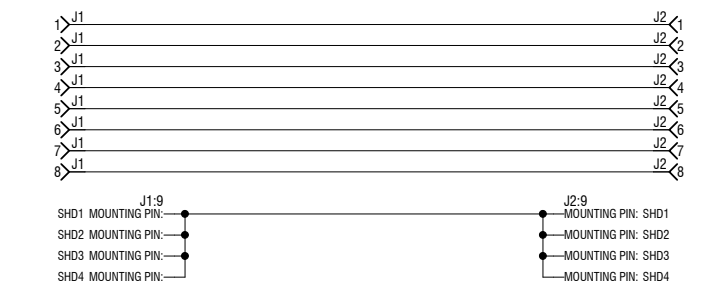 1 J1 J2 1
2 J1 J2 2
3 J1 J2 3
4 J1 J2 4
5 J1 J2 5
6 J1 J2 6
7 J1 J2 7
8 J1 J2 8
J1:9 J2:9
SHD1 MOUNTING PIN: MOUNTING PIN: SHD1
SHD2 MOUNTING PIN: MOUNTING PIN: SHD2
SHD3 MOUNTING PIN: MOUNTING PIN: SHD3
SHD4 MOUNTING PIN: MOUNTING PIN: SHD4